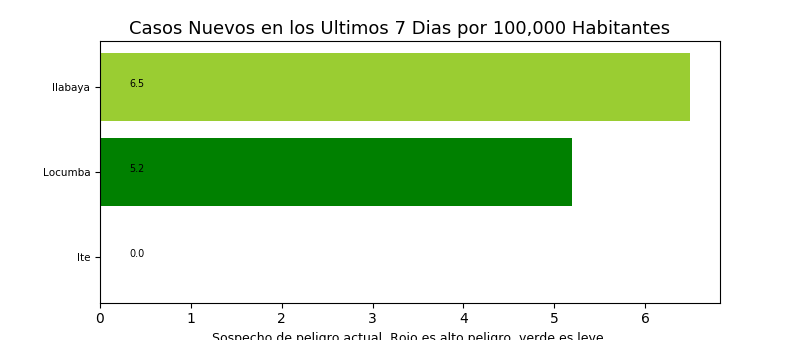 Casos Nuevos en los Ultimos 7 Dias por 100,000 Habitantes
Ilabaya
6.5
Locumba
5.2
Ite
0.0
0 1 2 3 4 5 6
Sospecho de peligro actual. Rojo es alto peligro, verde es leve